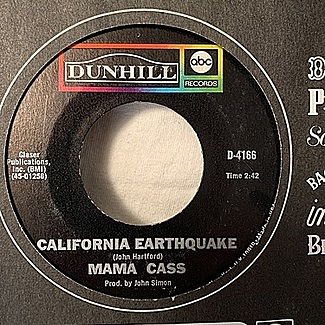 DUNHILL
abc
RECORDS
Glaser
Publications,
Inc. (BMI)
(45-01258)
D-4166
Time 2:42
CALIFORNIA EARTHQUAKE
(John Hartford)
MAMA CASS
Prod. by John Simon